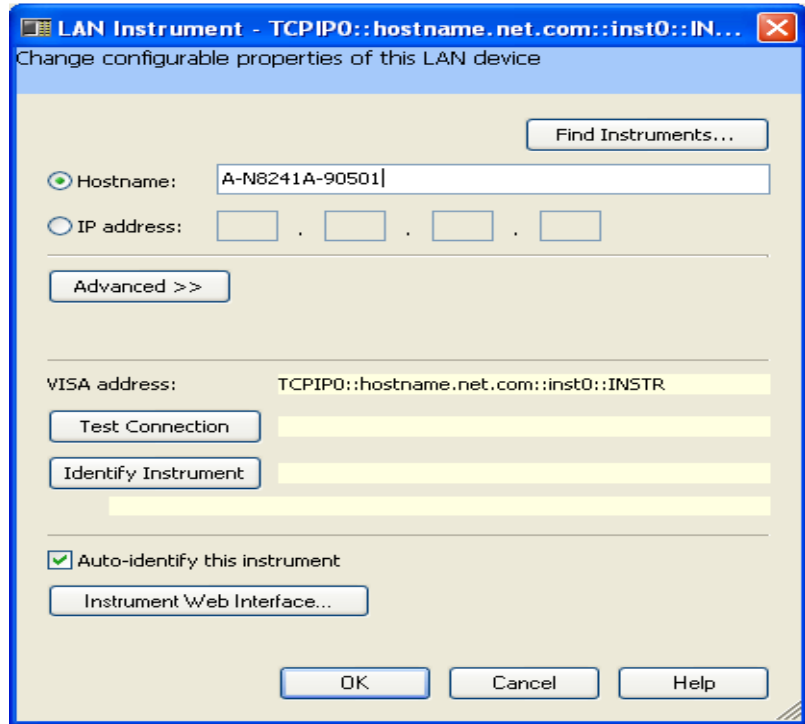 LAN Instrument - TCPIP0::hostname.net.com::inst0::IN...
Change configurable properties of this LAN device
Find Instruments...
Hostname: A-N8241A-90501
IP address: . . .
Advanced >>
VISA address: TCPIP0::hostname.net.com::inst0::INSTR
Test Connection
Identify Instrument
Auto-identify this instrument
Instrument Web Interface...
OK Cancel Help